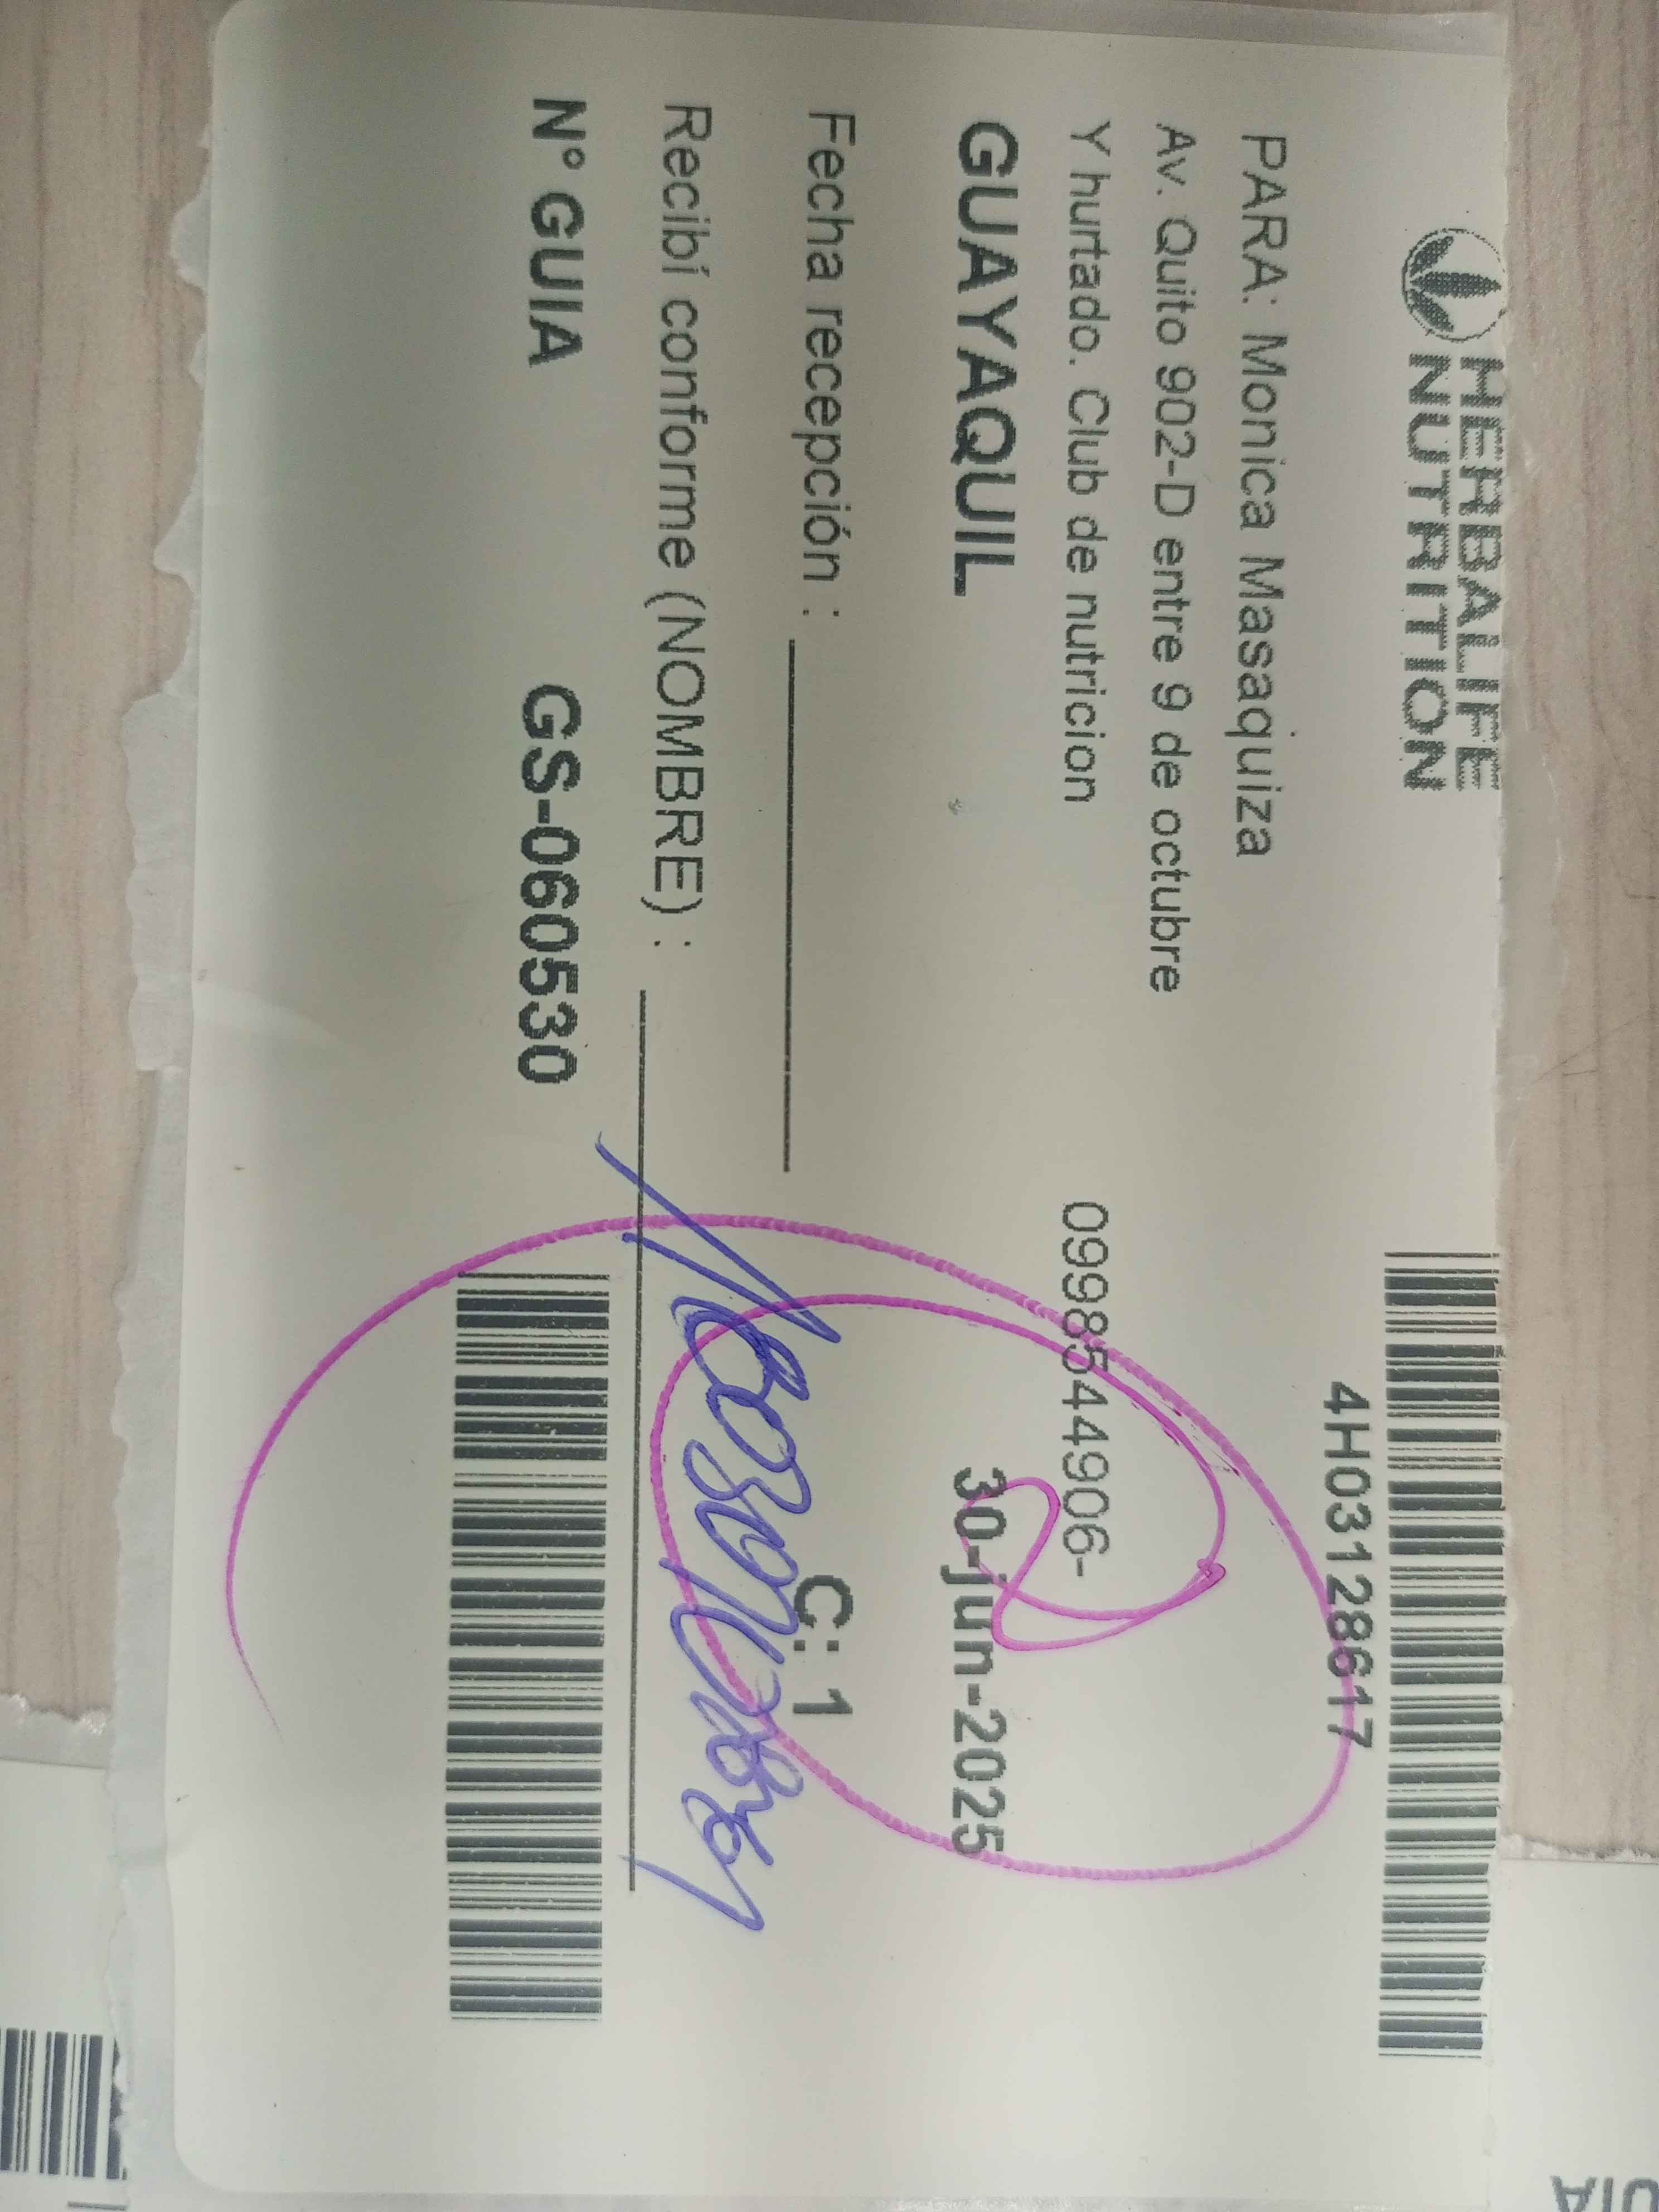 HERBALIFE
NUTRITION
4H03128617
PARA: Monica Masaquiza
Av. Quito 902-D entre 9 de octubre
Y hurtado. Club de nutricion 0998544906-
GUAYAQUIL 30-jun-2025
Fecha recepción : C: 1
Recibí conforme (NOMBRE) :
N° GUIA GS-060530
UIA